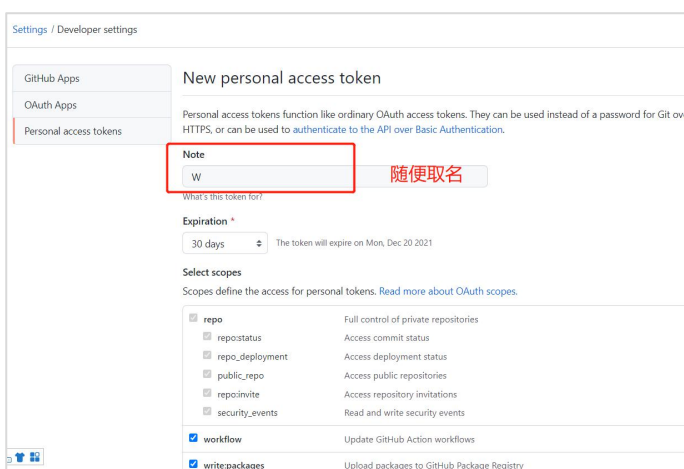 Settings / Developer settings
GitHub Apps
OAuth Apps
Personal access tokens
New personal access token
Personal access tokens function like ordinary OAuth access tokens. They can be used instead of a password for Git
HTTPS, or can be used to authenticate to the API over Basic Authentication.
Note
W
随便取名
What's this token for?
Expiration *
30 days
The token will expire on Mon, Dec 20 2021
Select scopes
Scopes define the access for personal tokens. Read more about OAuth scopes.
repo Full control of private repositories
repo:status Access commit status
repo_deployment Access deployment status
public_repo Access public repositories
repo:invite Access repository invitations
security_events Read and write security events
workflow Update GitHub Action workflows
write:packages Upload packages to GitHub Package Registry